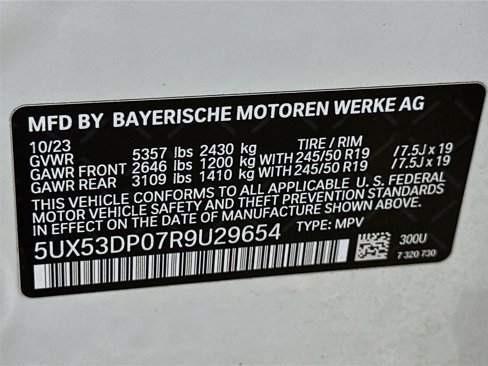 MFD BY BAYERISCHE MOTOREN WERKE AG
10/23
GVWR 5357 lbs 2430 kg TIRE / RIM
GAWR FRONT 2646 lbs 1200 kg WITH 245/50 R19 / 7.5J x 19
GAWR REAR 3109 lbs 1410 kg WITH 245/50 R19 / 7.5J x 19
THIS VEHICLE CONFORMS TO ALL APPLICABLE U.S. FEDERAL
MOTOR VEHICLE SAFETY AND THEFT PREVENTION STANDARDS
IN EFFECT ON THE DATE OF MANUFACTURE SHOWN ABOVE.
5UX53DP07R9U29654 TYPE: MPV
300U
7 320 730